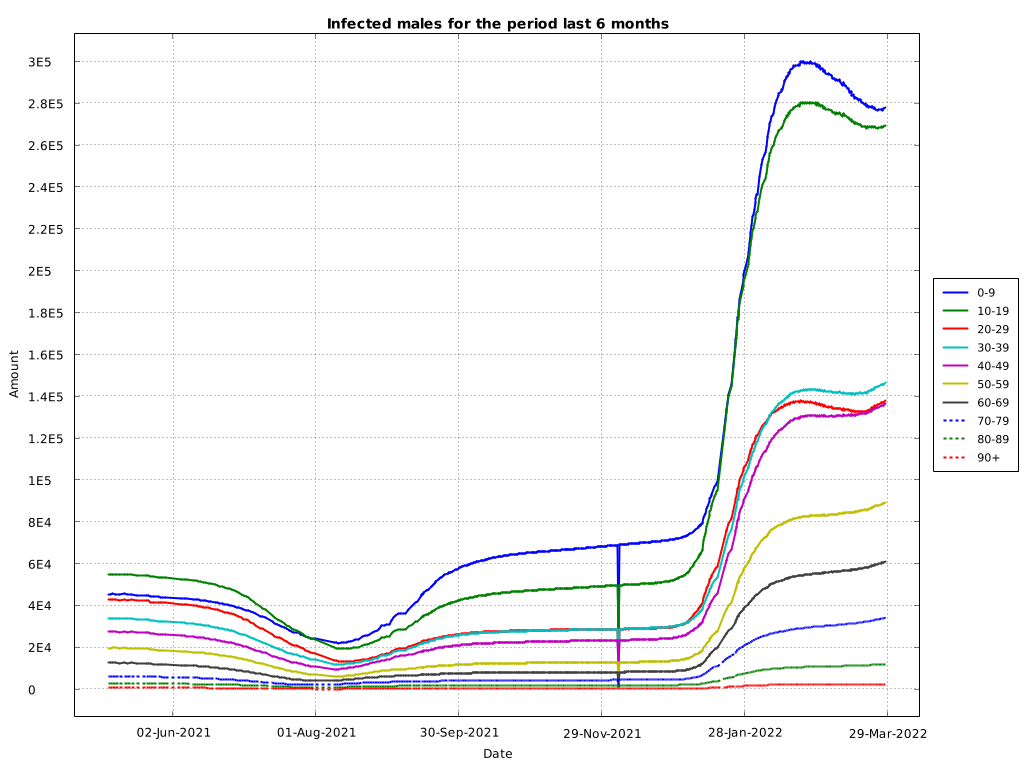 Infected males for the period last 6 months
3E5
2.8E5
2.6E5
2.4E5
2.2E5
2E5
1.8E5
1.6E5
1.4E5
1.2E5
1E5
8E4
6E4
4E4
2E4
0
Amount
02-Jun-2021
01-Aug-2021
30-Sep-2021
29-Nov-2021
28-Jan-2022
29-Mar-2022
Date
0-9
10-19
20-29
30-39
40-49
50-59
60-69
70-79
80-89
90+